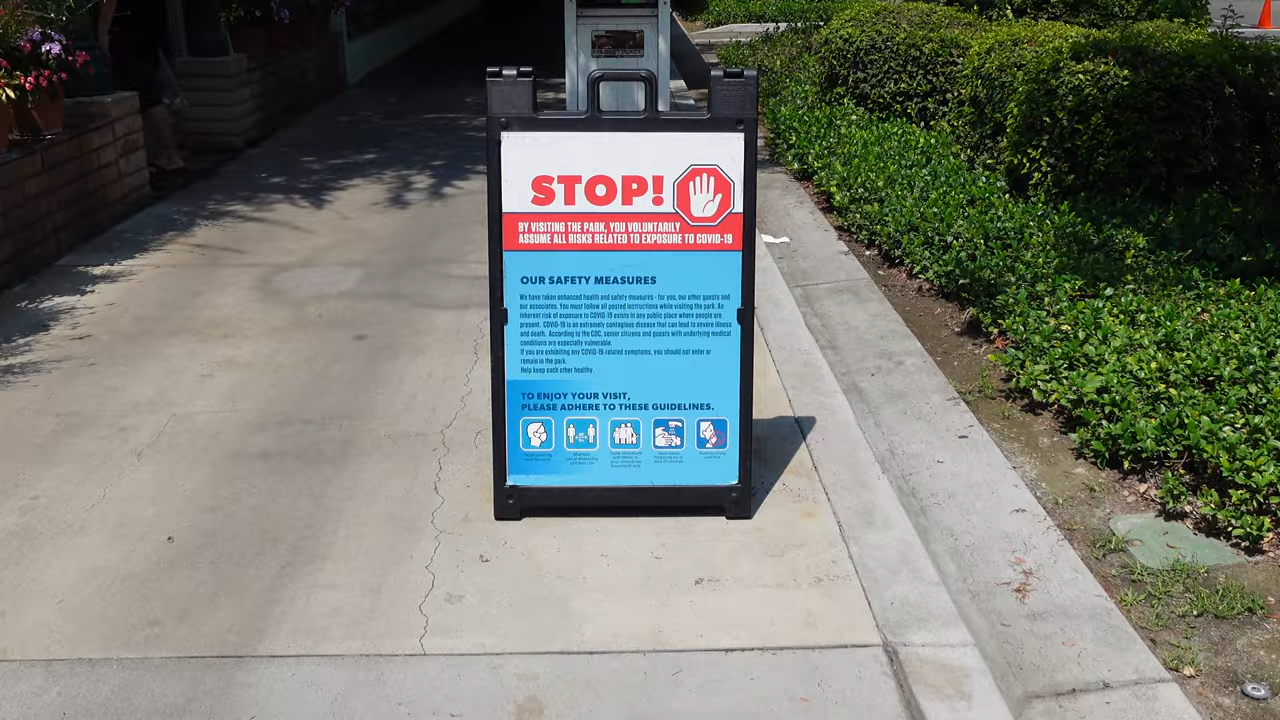 MARKETPLACE
STOP!
BY VISITING THE PARK, YOU VOLUNTARILY
ASSUME ALL RISKS RELATED TO EXPOSURE TO COVID-19
OUR SAFETY MEASURES
We have taken enhanced health and safety measures - for you, our other guests and
our associates. You must follow all posted instructions while visiting the park. An
inherent risk of exposure to COVID-19 exists in any public place where people are
present. COVID-19 is an extremely contagious disease that can lead to severe illness
and death. According to the CDC, senior citizens and guests with underlying medical
conditions are especially vulnerable.
If you are exhibiting any COVID-19-related symptoms, you should not enter or
remain in the park.
Help keep each other healthy.
TO ENJOY YOUR VISIT,
PLEASE ADHERE TO THESE GUIDELINES.